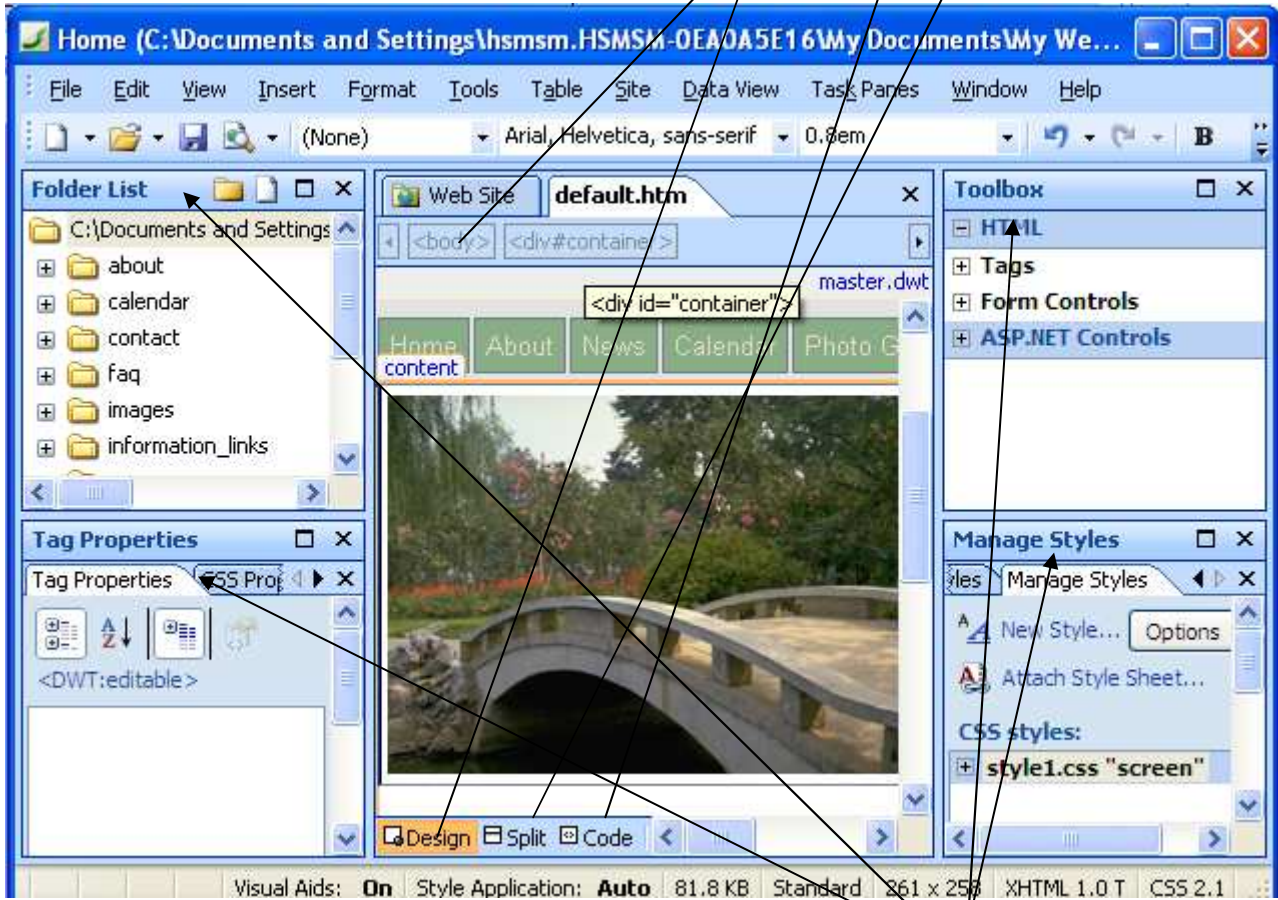 Home (C:\Documents and Settings\hsmsm.HSMSM-0EA0A5E16\My Documents\My We...
File Edit View Insert Format Tools Table Site Data View Task Panes Window Help
(None) Arial, Helvetica, sans-serif 0.8em B
Folder List
C:\Documents and Settings
about
calendar
contact
faq
images
information_links
Tag Properties
Tag Properties CSS Prop
<DWT:editable>
Web Site default.htm
<body> <div#container>
master.dwt
<div id="container">
Home About News Calendar Photo G
content
Design Split Code
Toolbox
HTML
Tags
Form Controls
ASP.NET Controls
Manage Styles
yles Manage Styles
New Style... Options
Attach Style Sheet...
CSS styles:
style1.css "screen"
Visual Aids: On Style Application: Auto 81.8 KB Standard 261 x 258 XHTML 1.0 T CSS 2.1